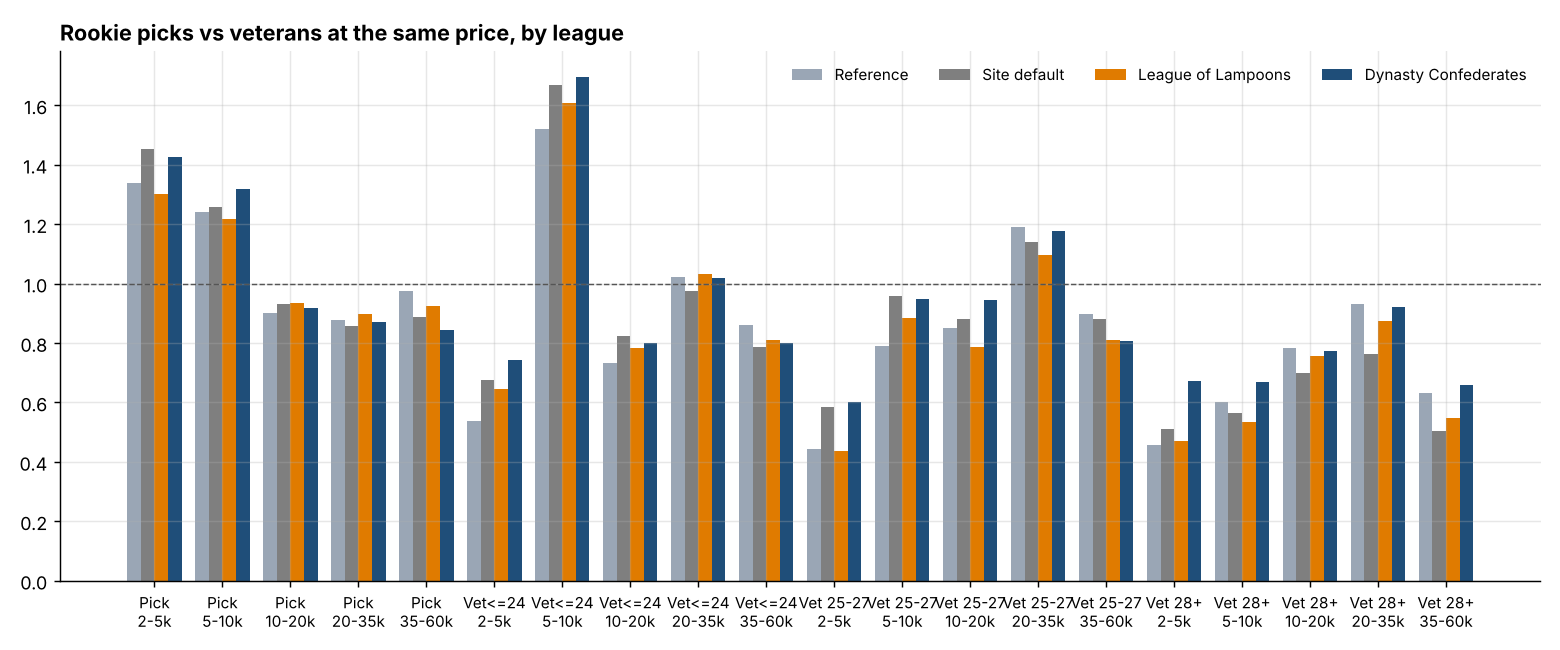 Rookie picks vs veterans at the same price, by league
Reference Site default League of Lampoons Dynasty Confederates
1.6
1.4
1.2
1.0
0.8
0.6
0.4
0.2
0.0
Pick Pick Pick Pick Pick Vet<=24 Vet<=24 Vet<=24 Vet<=24 Vet<=24 Vet 25-27 Vet 25-27 Vet 25-27 Vet 25-27 Vet 25-27 Vet 28+ Vet 28+ Vet 28+ Vet 28+ Vet 28+
2-5k 5-10k 10-20k 20-35k 35-60k 2-5k 5-10k 10-20k 20-35k 35-60k 2-5k 5-10k 10-20k 20-35k 35-60k 2-5k 5-10k 10-20k 20-35k 35-60k